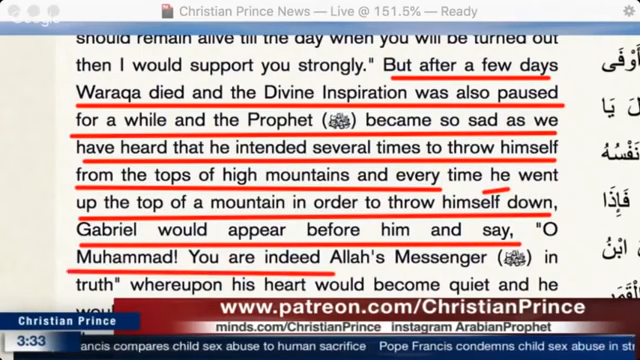 Christian Prince News — Live @ 151.5% — Ready
should remain alive till the day when you will be turned out
then I would support you strongly." But after a few days
Waraqa died and the Divine Inspiration was also paused
for a while and the Prophet (ﷺ) became so sad as we
have heard that he intended several times to throw himself
from the tops of high mountains and every time he went
up the top of a mountain in order to throw himself down,
Gabriel would appear before him and say, "O
Muhammad! You are indeed Allah's Messenger (ﷺ) in
truth" whereupon his heart would become quiet and he
أَوْفَى
يَا
نَفْسُهُ
فَإِذَا
ابْنُ
www.patreon.com/ChristianPrince
minds.com/ChristianPrince instagram ArabianProphet
Christian Prince
3:33
ancis compares child sex abuse to human sacrifice Pope Francis condemns child sex abuse in str